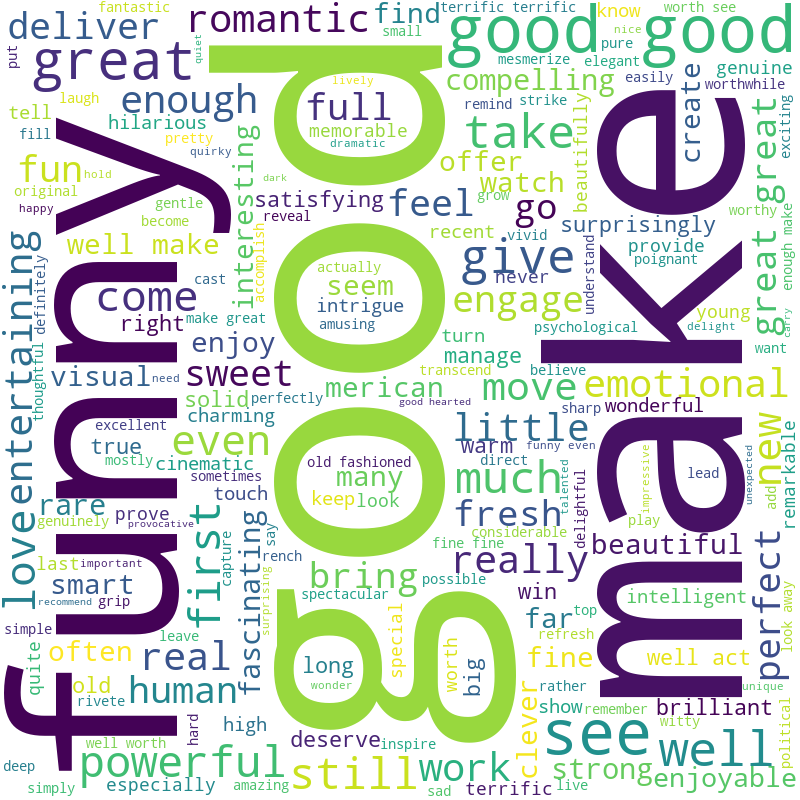 fantastic
terrific terrific
know
worth see
deliver
romantic
find
good
good
small
nice
put
great
quiet
pure
mesmerize
elegant
genuine
lively
compelling
easily
worthwhile
laugh
enough
full
remind
strike
create
exciting
tell
hilarious
memorable
take
fill
pretty
dramatic
beautifully
quirky
interesting
offer
fun
hold
dark
watch
original
gentle
satisfying
feel
grow
happy
become
reveal
go
surprisingly
worthy
great great
enough make
recent
vivid
well make
accomplish
provide
understand
poignant
actually
give
never
definitely
cast
seem
come
intrigue
engage
young
right
make great
amusing
psychological
delight
carry
entertaining
enjoy
turn
manage
want
thoughtful
transcend
believe
visual
need
sweet
merican
move
emotional
solid
perfectly
good hearted
sharp
wonderful
love
charming
little
excellent
even
new
true
warm
funny even
old fashioned
mostly
cinematic
direct
lead
many
much
unexpected
sometimes
impressive
rare
touch
keep
look
talented
add
remarkable
genuinely
prove
provocative
fresh
play
first
fascinating
say
considerable
delightful
last
important
capture
rench
fine fine
beautiful
smart
bring
really
possible
perfect
recommend
grip
surprising
spectacular
win
intelligent
look away
simple
leave
special
far
top
often
real
refresh
quite
long
worth
fine
well act
old
human
wonder
big
rather
unique
rivete
show
remember
brilliant
hard
high
clever
witty
political
deserve
inspire
see
well
well worth
deep
powerful
still
work
strong
enjoyable
simply
especially
amazing
sad
terrific
live
funny
good
make